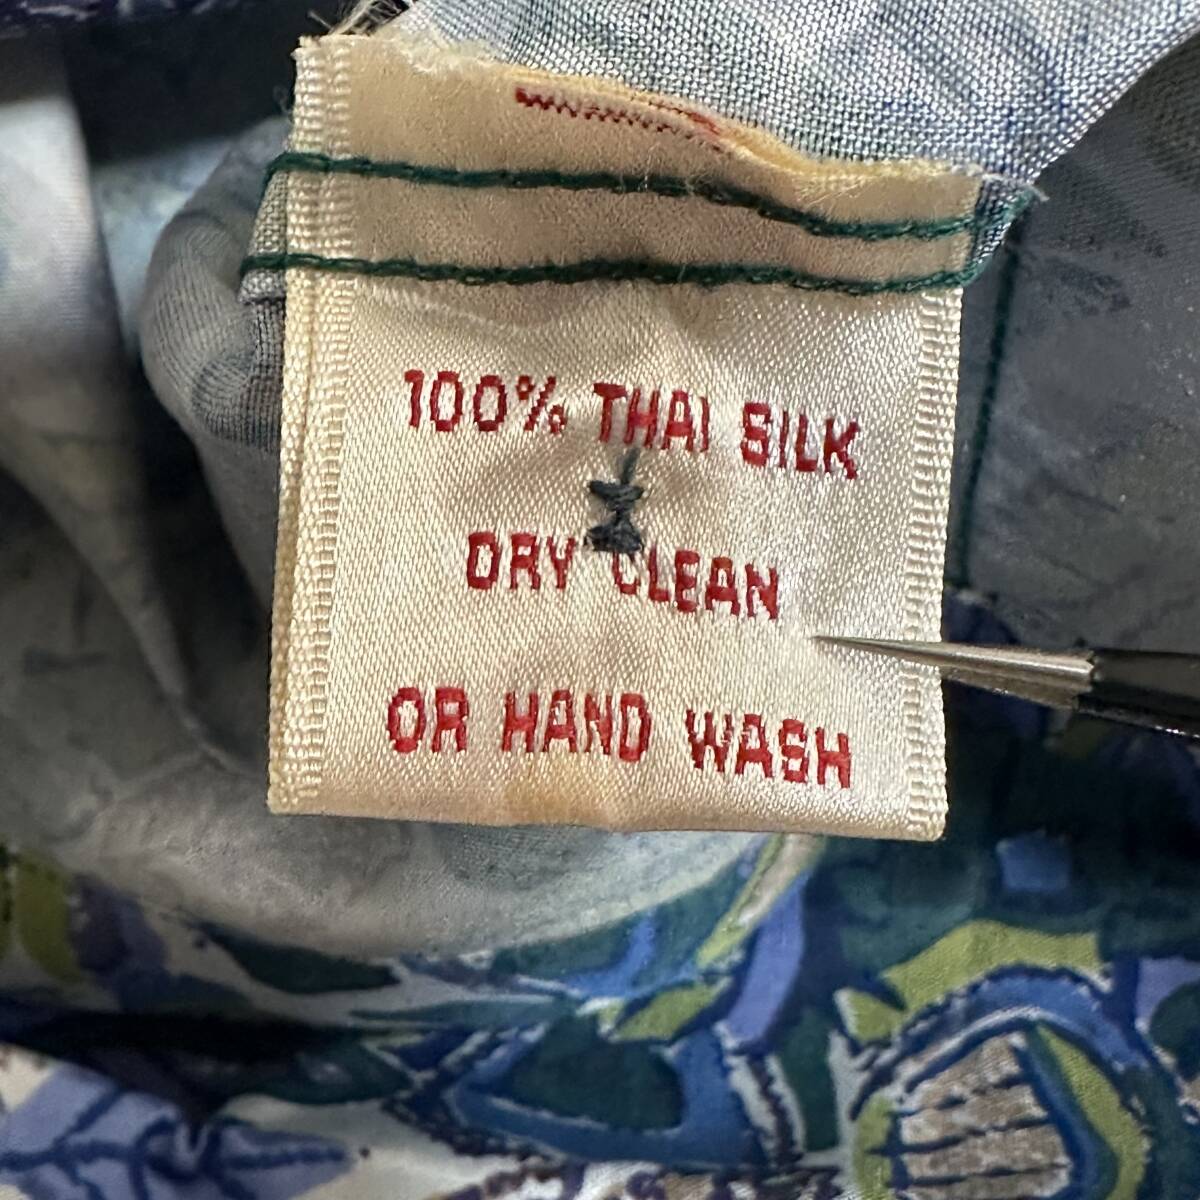 100% THAI SILK
DRY CLEAN
OR HAND WASH